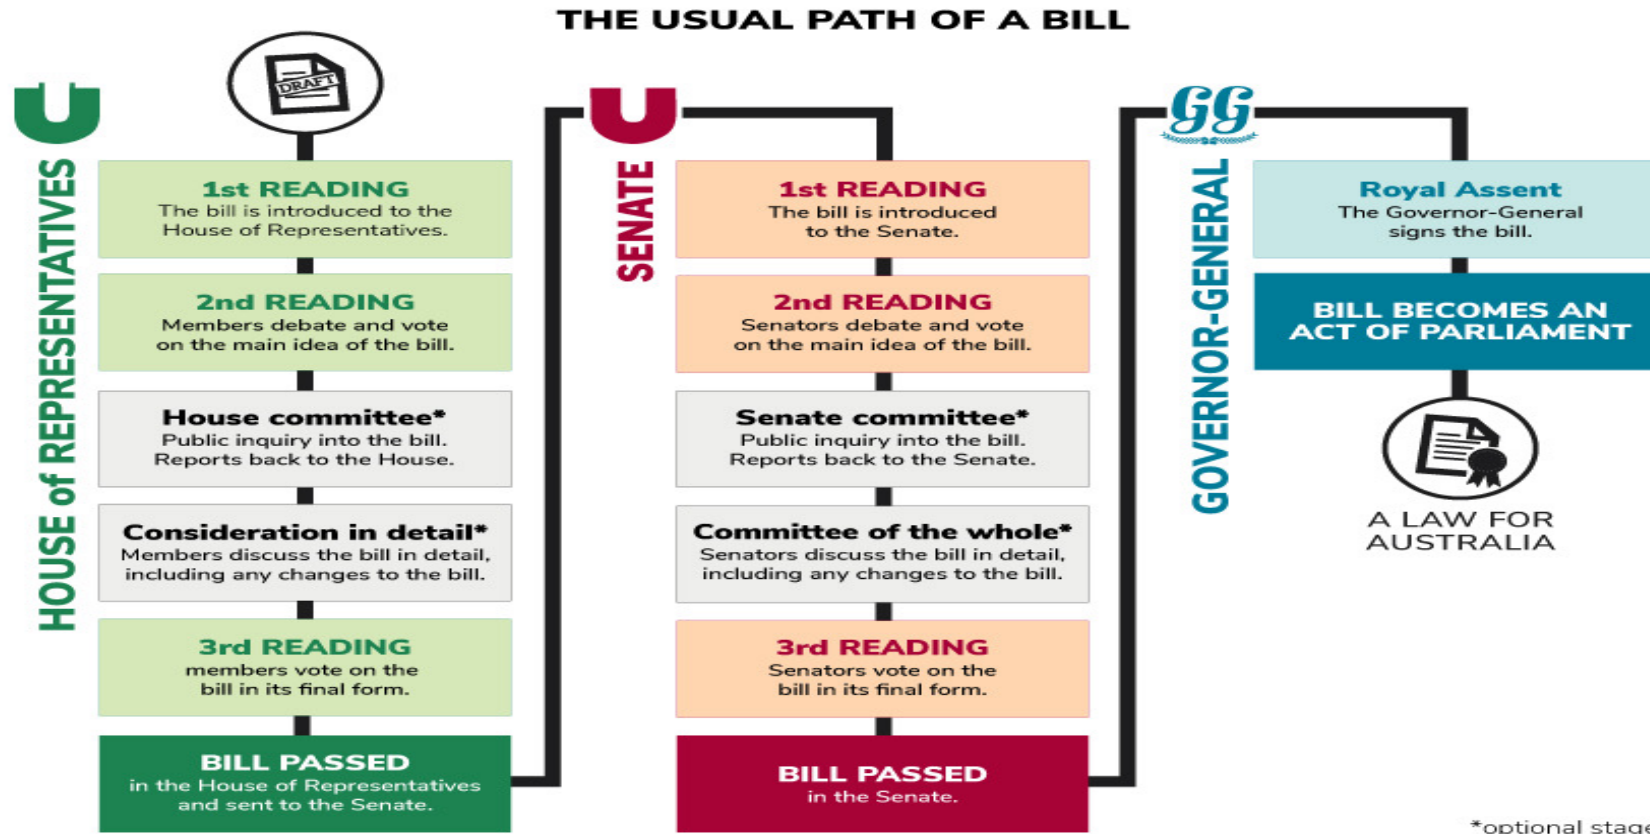 THE USUAL PATH OF A BILL
DRAFT
HOUSE of REPRESENTATIVES
1st READING
The bill is introduced to the
House of Representatives.
2nd READING
Members debate and vote
on the main idea of the bill.
House committee*
Public inquiry into the bill.
Reports back to the House.
Consideration in detail*
Members discuss the bill in detail,
including any changes to the bill.
3rd READING
members vote on the
bill in its final form.
BILL PASSED
in the House of Representatives
and sent to the Senate.
SENATE
1st READING
The bill is introduced
to the Senate.
2nd READING
Senators debate and vote
on the main idea of the bill.
Senate committee*
Public inquiry into the bill.
Reports back to the Senate.
Committee of the whole*
Senators discuss the bill in detail,
including any changes to the bill.
3rd READING
Senators vote on the
bill in its final form.
BILL PASSED
in the Senate.
GG
GOVERNOR-GENERAL
Royal Assent
The Governor-General
signs the bill.
BILL BECOMES AN
ACT OF PARLIAMENT
A LAW FOR
AUSTRALIA
*optional stage